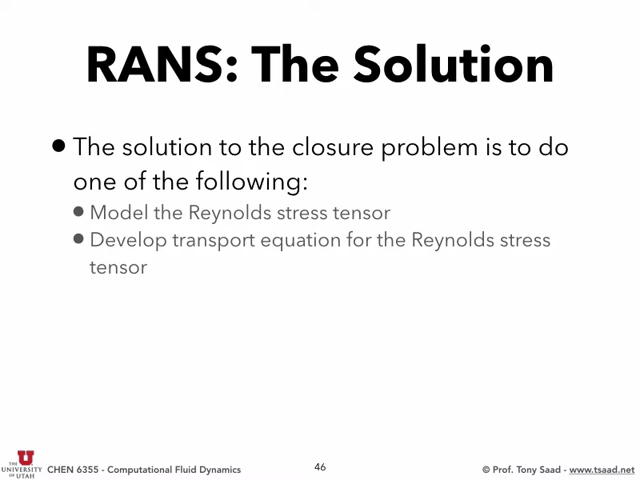 RANS: The Solution
● The solution to the closure problem is to do
one of the following:
● Model the Reynolds stress tensor
● Develop transport equation for the Reynolds stress
tensor
THE
UNIVERSITY
OF UTAH
CHEN 6355 - Computational Fluid Dynamics
46
© Prof. Tony Saad - www.tsaad.net